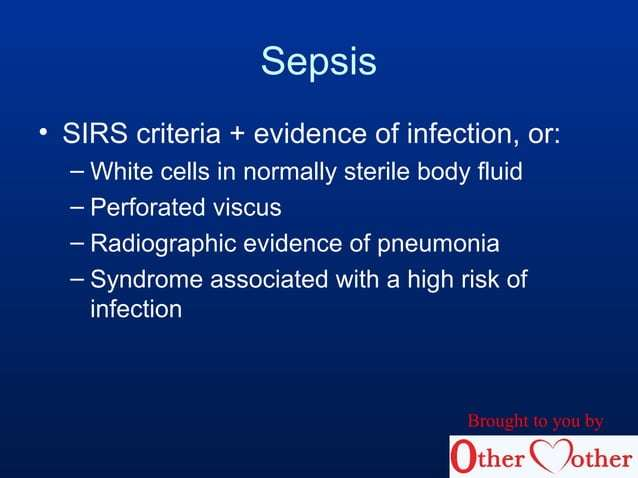 Sepsis
• SIRS criteria + evidence of infection, or:
– White cells in normally sterile body fluid
– Perforated viscus
– Radiographic evidence of pneumonia
– Syndrome associated with a high risk of
infection
Brought to you by
Other Mother